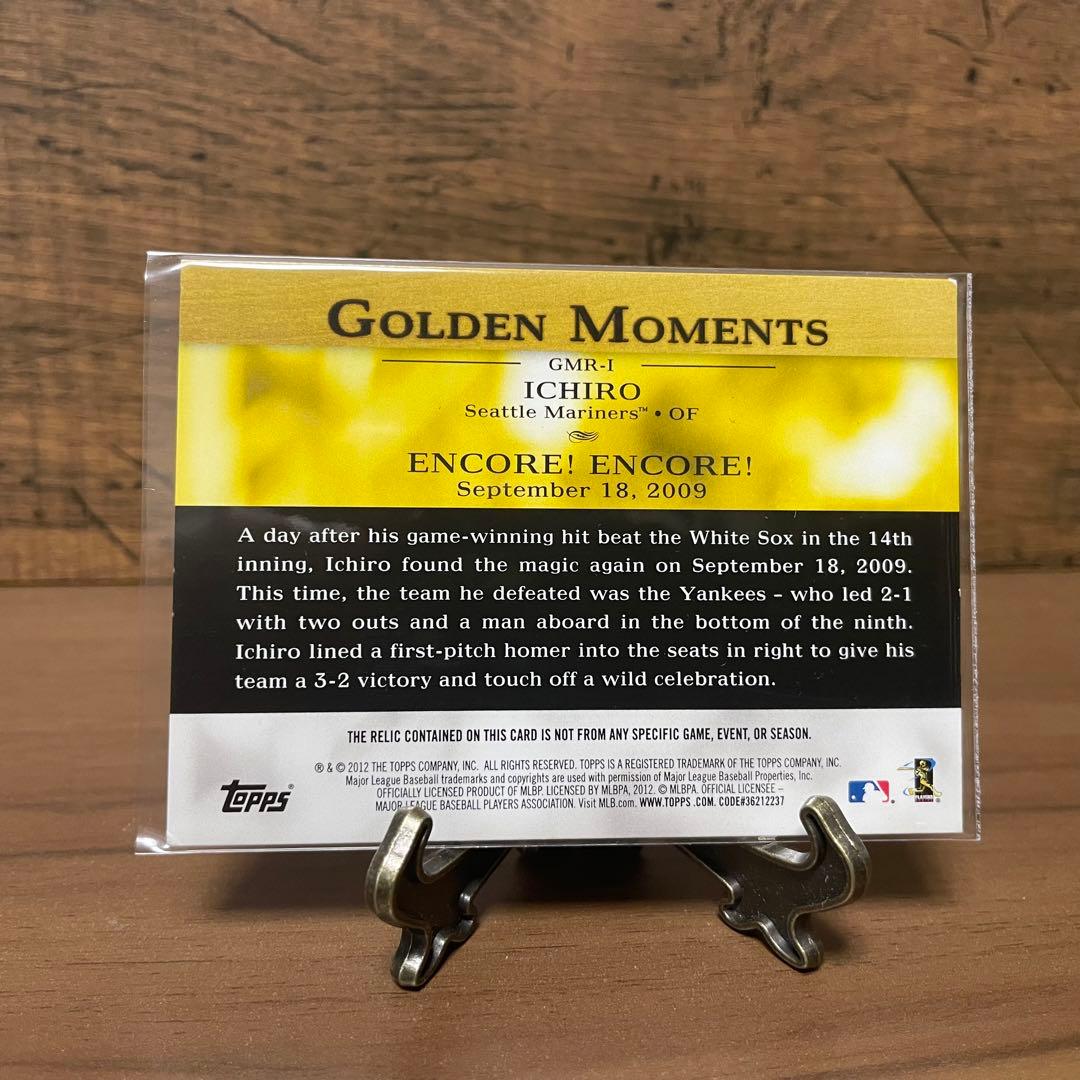 GOLDEN MOMENTS
GMR-I
ICHIRO
Seattle Mariners™ • OF
ENCORE! ENCORE!
September 18, 2009
A day after his game-winning hit beat the White Sox in the 14th
inning, Ichiro found the magic again on September 18, 2009.
This time, the team he defeated was the Yankees – who led 2-1
with two outs and a man aboard in the bottom of the ninth.
Ichiro lined a first-pitch homer into the seats in right to give his
team a 3-2 victory and touch off a wild celebration.
THE RELIC CONTAINED ON THIS CARD IS NOT FROM ANY SPECIFIC GAME, EVENT, OR SEASON.
® & © 2012 THE TOPPS COMPANY, INC. ALL RIGHTS RESERVED. TOPPS IS A REGISTERED TRADEMARK OF THE TOPPS COMPANY, INC.
Major League Baseball trademarks and copyrights are used with permission of Major League Baseball Properties, Inc.
OFFICIALLY LICENSED PRODUCT OF MLBP. LICENSED BY MLBPA, 2012. © MLBPA. OFFICIAL LICENSEE –
MAJOR LEAGUE BASEBALL PLAYERS ASSOCIATION. Visit MLB.com. WWW.TOPPS.COM. CODE#36212237
TOPPS®